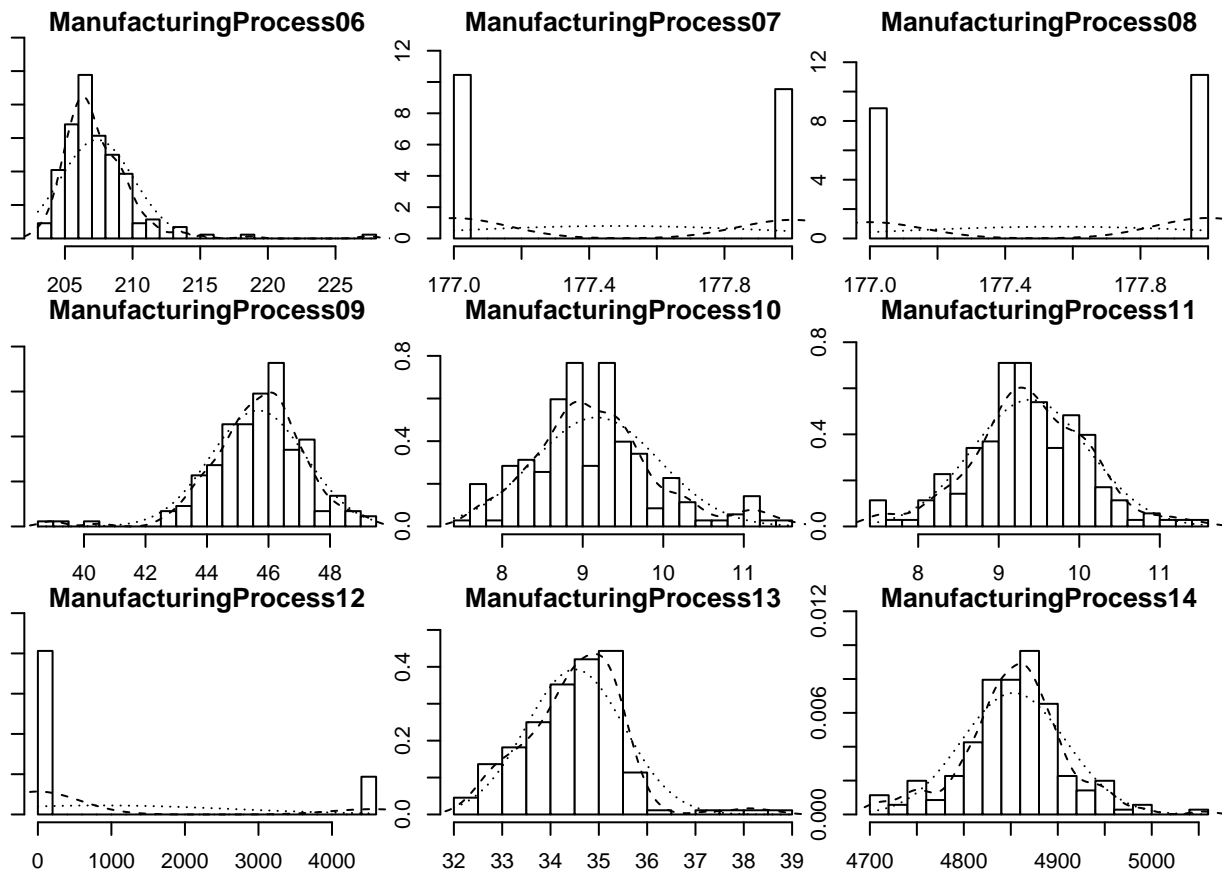 ManufacturingProcess06 ManufacturingProcess07 ManufacturingProcess08
0 2 4 6 8 12
0 4 8 12
205 210 215 220 225
177.0 177.4 177.8
177.0 177.4 177.8
ManufacturingProcess09 ManufacturingProcess10 ManufacturingProcess11
0.0 0.4 0.8
0.0 0.4 0.8
40 42 44 46 48
8 9 10 11
8 9 10 11
ManufacturingProcess12 ManufacturingProcess13 ManufacturingProcess14
0.0 0.2 0.4
0.000 0.006 0.012
0 1000 2000 3000 4000
32 33 34 35 36 37 38 39
4700 4800 4900 5000